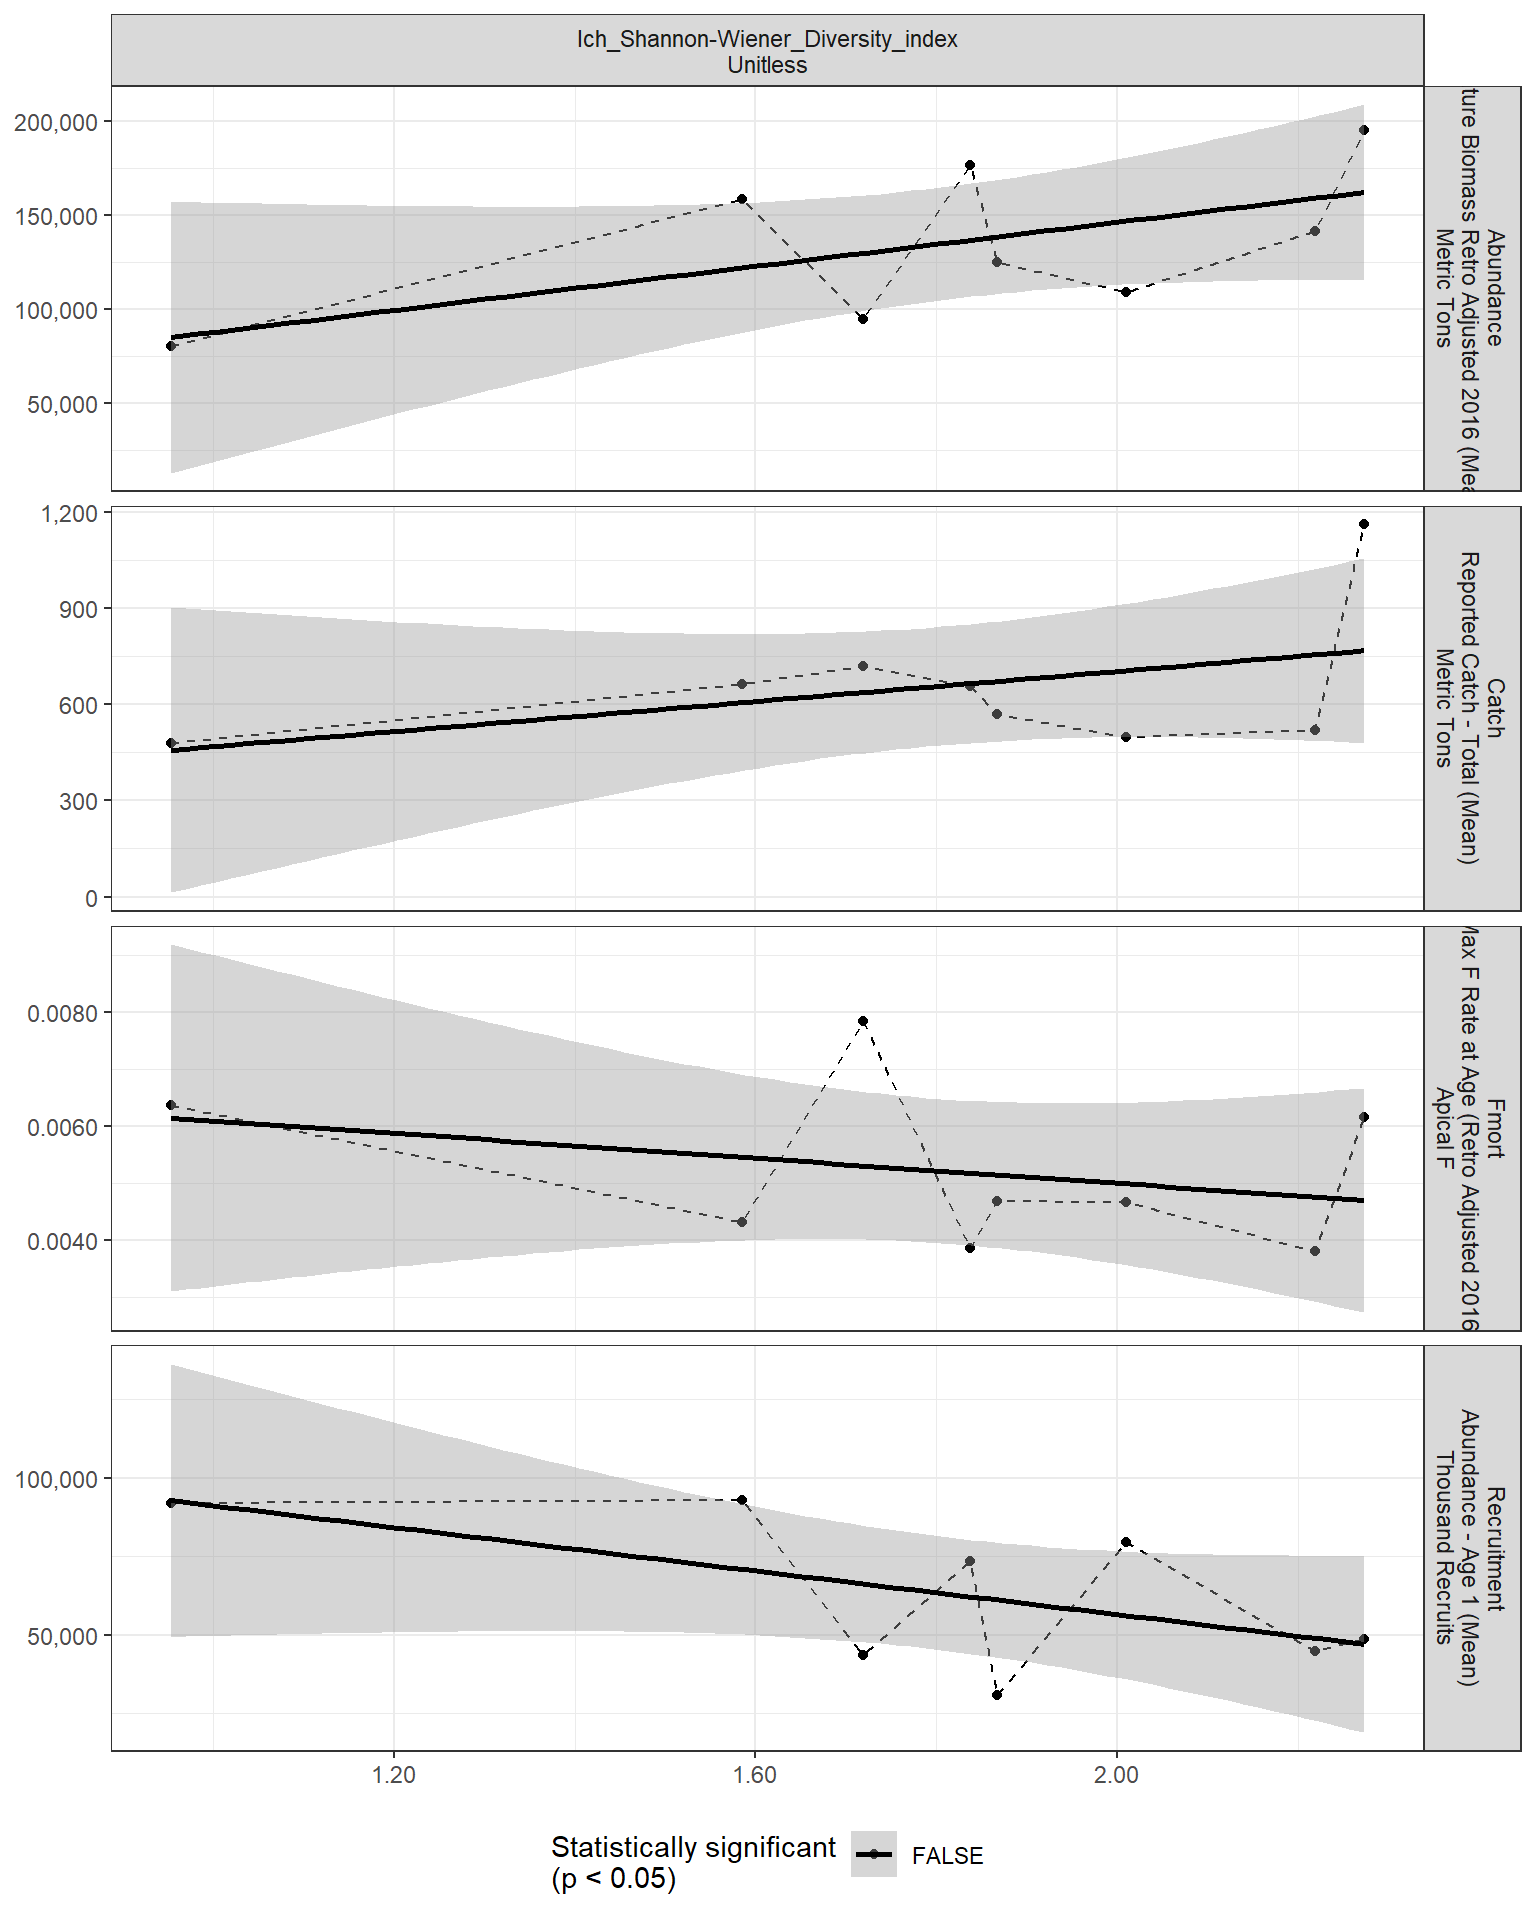 Ich_Shannon-Wiener_Diversity_index
Unitless
200,000
150,000
100,000
50,000
Abundance
Biomass Retro Adjusted 2016
Metric Tons
1,200
900
600
300
0
Catch
Reported Catch - Total (Mean)
Metric Tons
0.0080
0.0060
0.0040
Fmort
F Rate at Age (Retro Adjusted 2016
Apical F
100,000
50,000
Recruitment
Abundance - Age 1 (Mean)
Thousand Recruits
1.20
1.60
2.00
Statistically significant
(p < 0.05)
FALSE